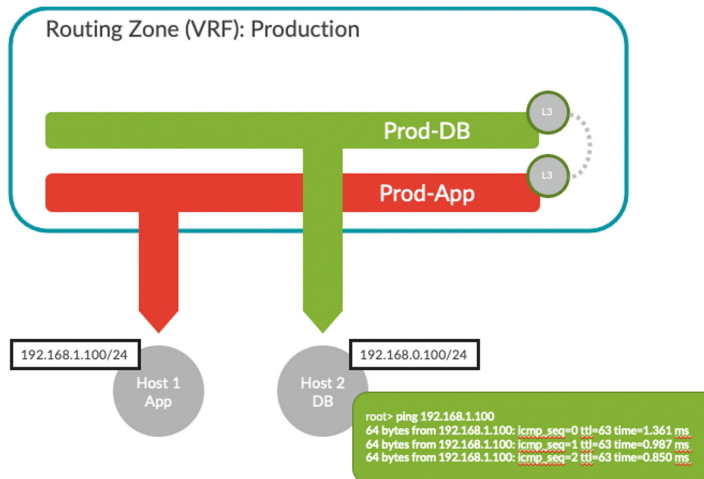 Routing Zone (VRF): Production
L3
Prod-DB
L3
Prod-App
192.168.1.100/24
192.168.0.100/24
Host 1
App
Host 2
DB
root> ping 192.168.1.100
64 bytes from 192.168.1.100: icmp_seq=0 ttl=63 time=1.361 ms
64 bytes from 192.168.1.100: icmp_seq=1 ttl=63 time=0.987 ms
64 bytes from 192.168.1.100: icmp_seq=2 ttl=63 time=0.850 ms